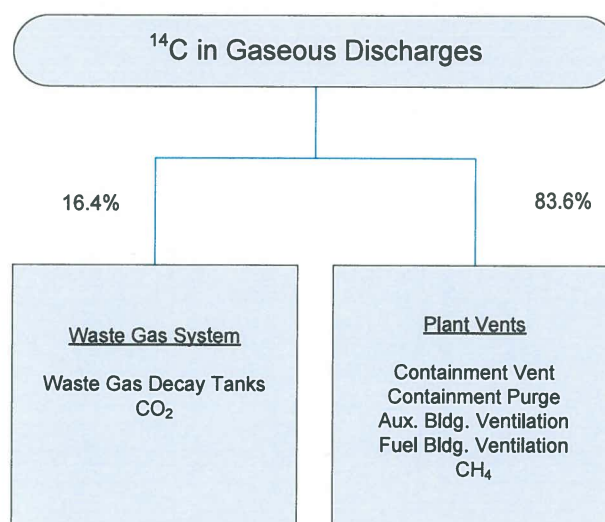 ¹⁴C in Gaseous Discharges
16.4%
83.6%
Waste Gas System
Waste Gas Decay Tanks
CO₂
Plant Vents
Containment Vent
Containment Purge
Aux. Bldg. Ventilation
Fuel Bldg. Ventilation
CH₄